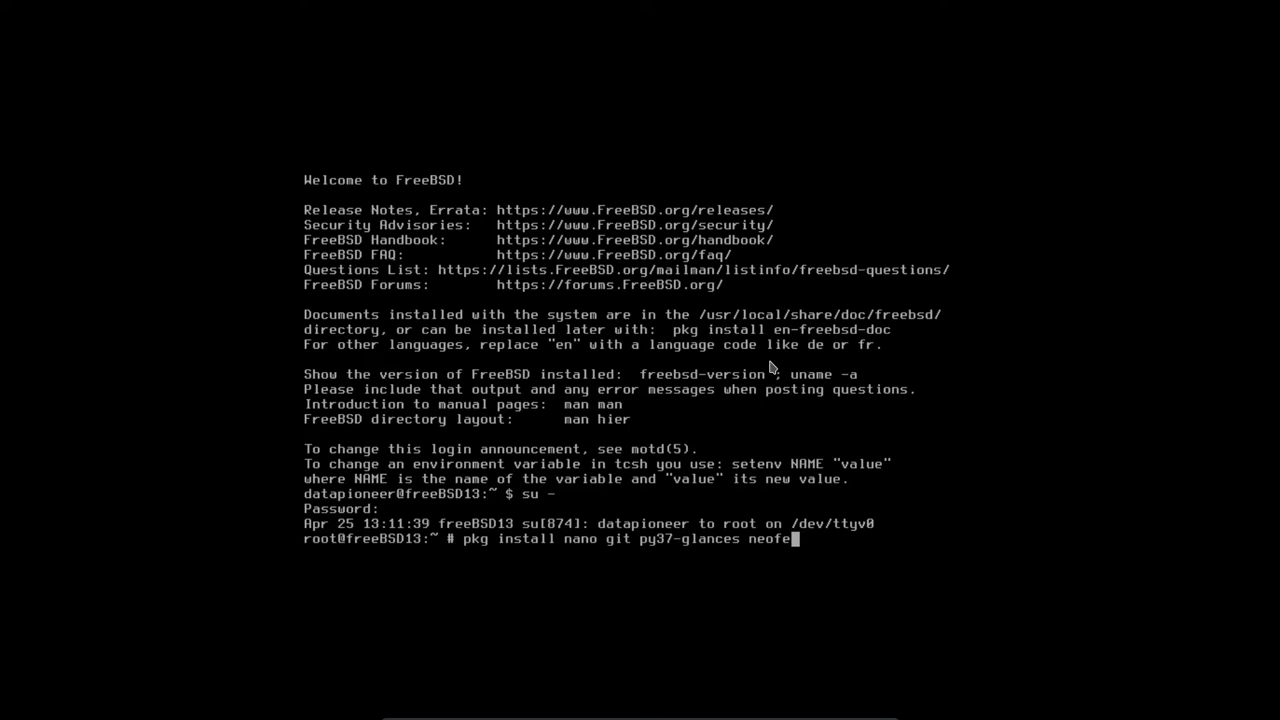 Welcome to FreeBSD!
Release Notes, Errata: https://www.FreeBSD.org/releases/
Security Advisories:   https://www.FreeBSD.org/security/
FreeBSD Handbook:      https://www.FreeBSD.org/handbook/
FreeBSD FAQ:           https://www.FreeBSD.org/faq/
Questions List: https://lists.FreeBSD.org/mailman/listinfo/freebsd-questions/
FreeBSD Forums:        https://forums.FreeBSD.org/
Documents installed with the system are in the /usr/local/share/doc/freebsd/
directory, or can be installed later with:  pkg install en-freebsd-doc
For other languages, replace "en" with a language code like de or fr.
Show the version of FreeBSD installed:  freebsd-version ; uname -a
Please include that output and any error messages when posting questions.
Introduction to manual pages:  man man
FreeBSD directory layout:      man hier
To change this login announcement, see motd(5).
To change an environment variable in tcsh you use: setenv NAME "value"
where NAME is the name of the variable and "value" its new value.
datapioneer@freeBSD13:~ $ su -
Password:
Apr 25 13:11:39 freeBSD13 su[874]: datapioneer to root on /dev/ttyv0
root@freeBSD13:~ # pkg install nano git py37-glances neofe